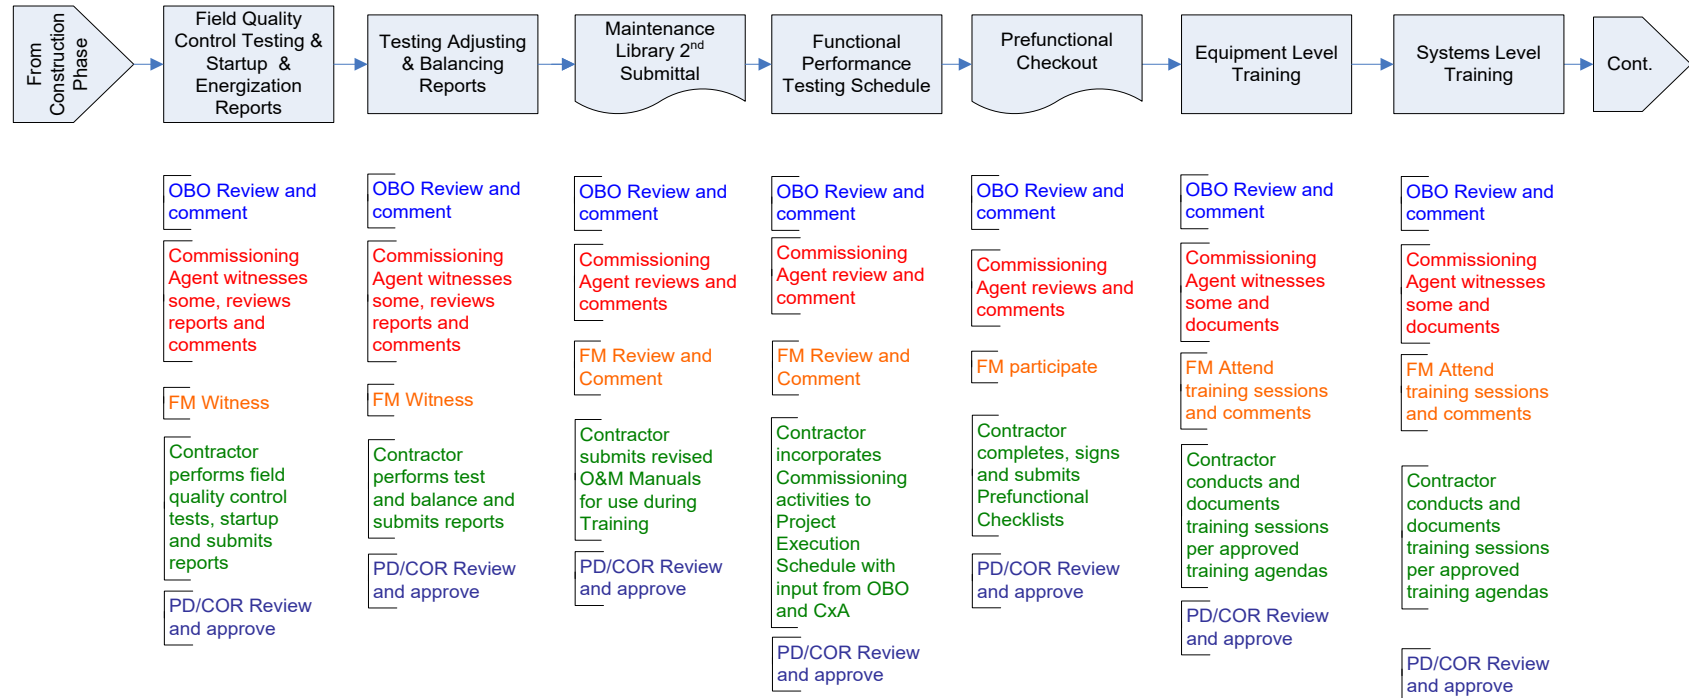 From
Construction
Phase
Field Quality
Control Testing &
Startup &
Energization
Reports
Testing Adjusting
& Balancing
Reports
Maintenance
Library 2nd
Submittal
Functional
Performance
Testing Schedule
Prefunctional
Checkout
Equipment Level
Training
Systems Level
Training
Cont.
OBO Review and
comment
Commissioning
Agent witnesses
some, reviews
reports and
comments
FM Witness
Contractor
performs field
quality control
tests, startup
and submits
reports
PD/COR Review
and approve
OBO Review and
comment
Commissioning
Agent witnesses
some, reviews
reports and
comments
FM Witness
Contractor
performs test
and balance and
submits reports
PD/COR Review
and approve
OBO Review and
comment
Commissioning
Agent reviews and
comments
FM Review and
Comment
Contractor
submits revised
O&M Manuals
for use during
Training
PD/COR Review
and approve
OBO Review and
comment
Commissioning
Agent review and
comment
FM Review and
Comment
Contractor
incorporates
Commissioning
activities to
Project
Execution
Schedule with
input from OBO
and CxA
PD/COR Review
and approve
OBO Review and
comment
Commissioning
Agent reviews and
comments
FM participate
Contractor
completes, signs
and submits
Prefunctional
Checklists
PD/COR Review
and approve
OBO Review and
comment
Commissioning
Agent witnesses
some and
documents
FM Attend
training sessions
and comments
Contractor
conducts and
documents
training sessions
per approved
training agendas
PD/COR Review
and approve
OBO Review and
comment
Commissioning
Agent witnesses
some and
documents
FM Attend
training sessions
and comments
Contractor
conducts and
documents
training sessions
per approved
training agendas
PD/COR Review
and approve